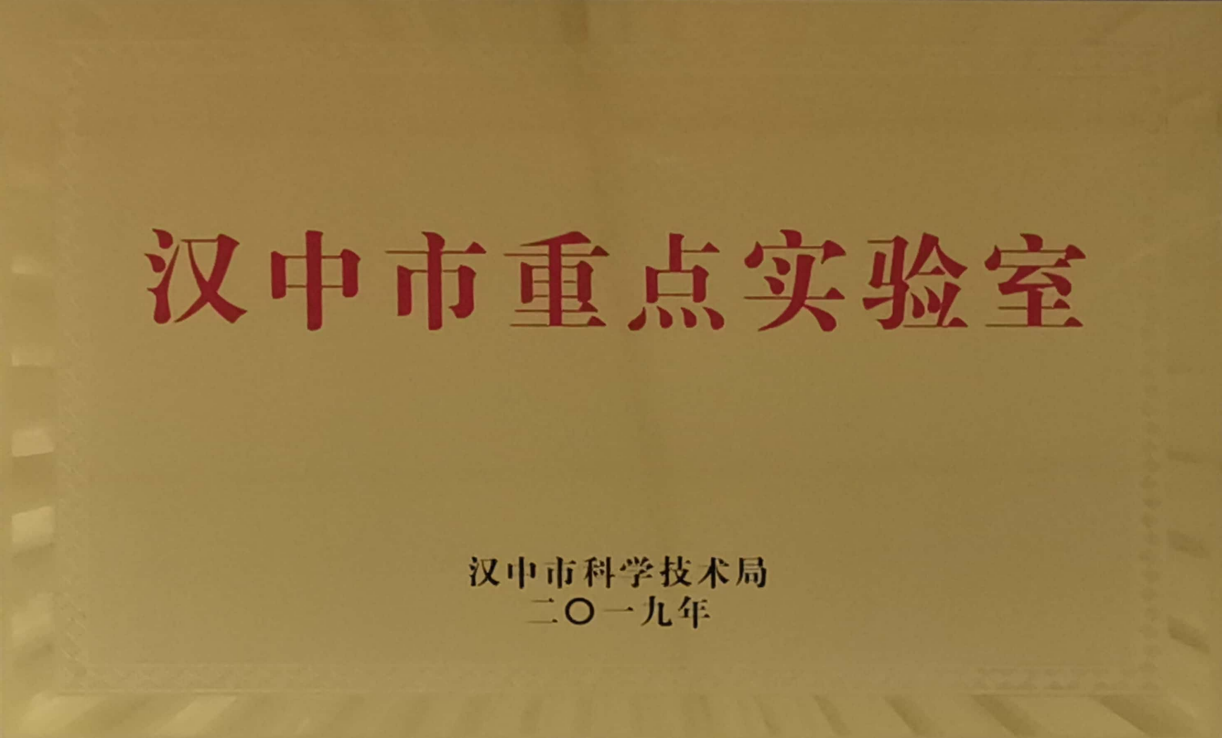 汉中市重点实验室
汉中市科学技术局
二〇一九年